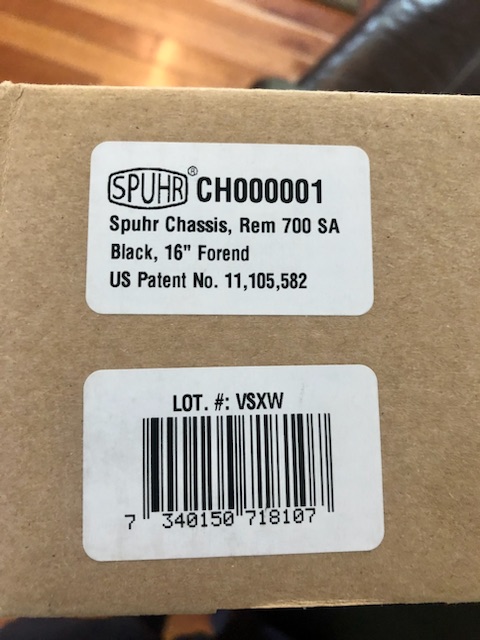 SPUHR® CH000001
Spuhr Chassis, Rem 700 SA
Black, 16" Forend
US Patent No. 11,105,582
LOT. #: VSXW
7 340150 718107